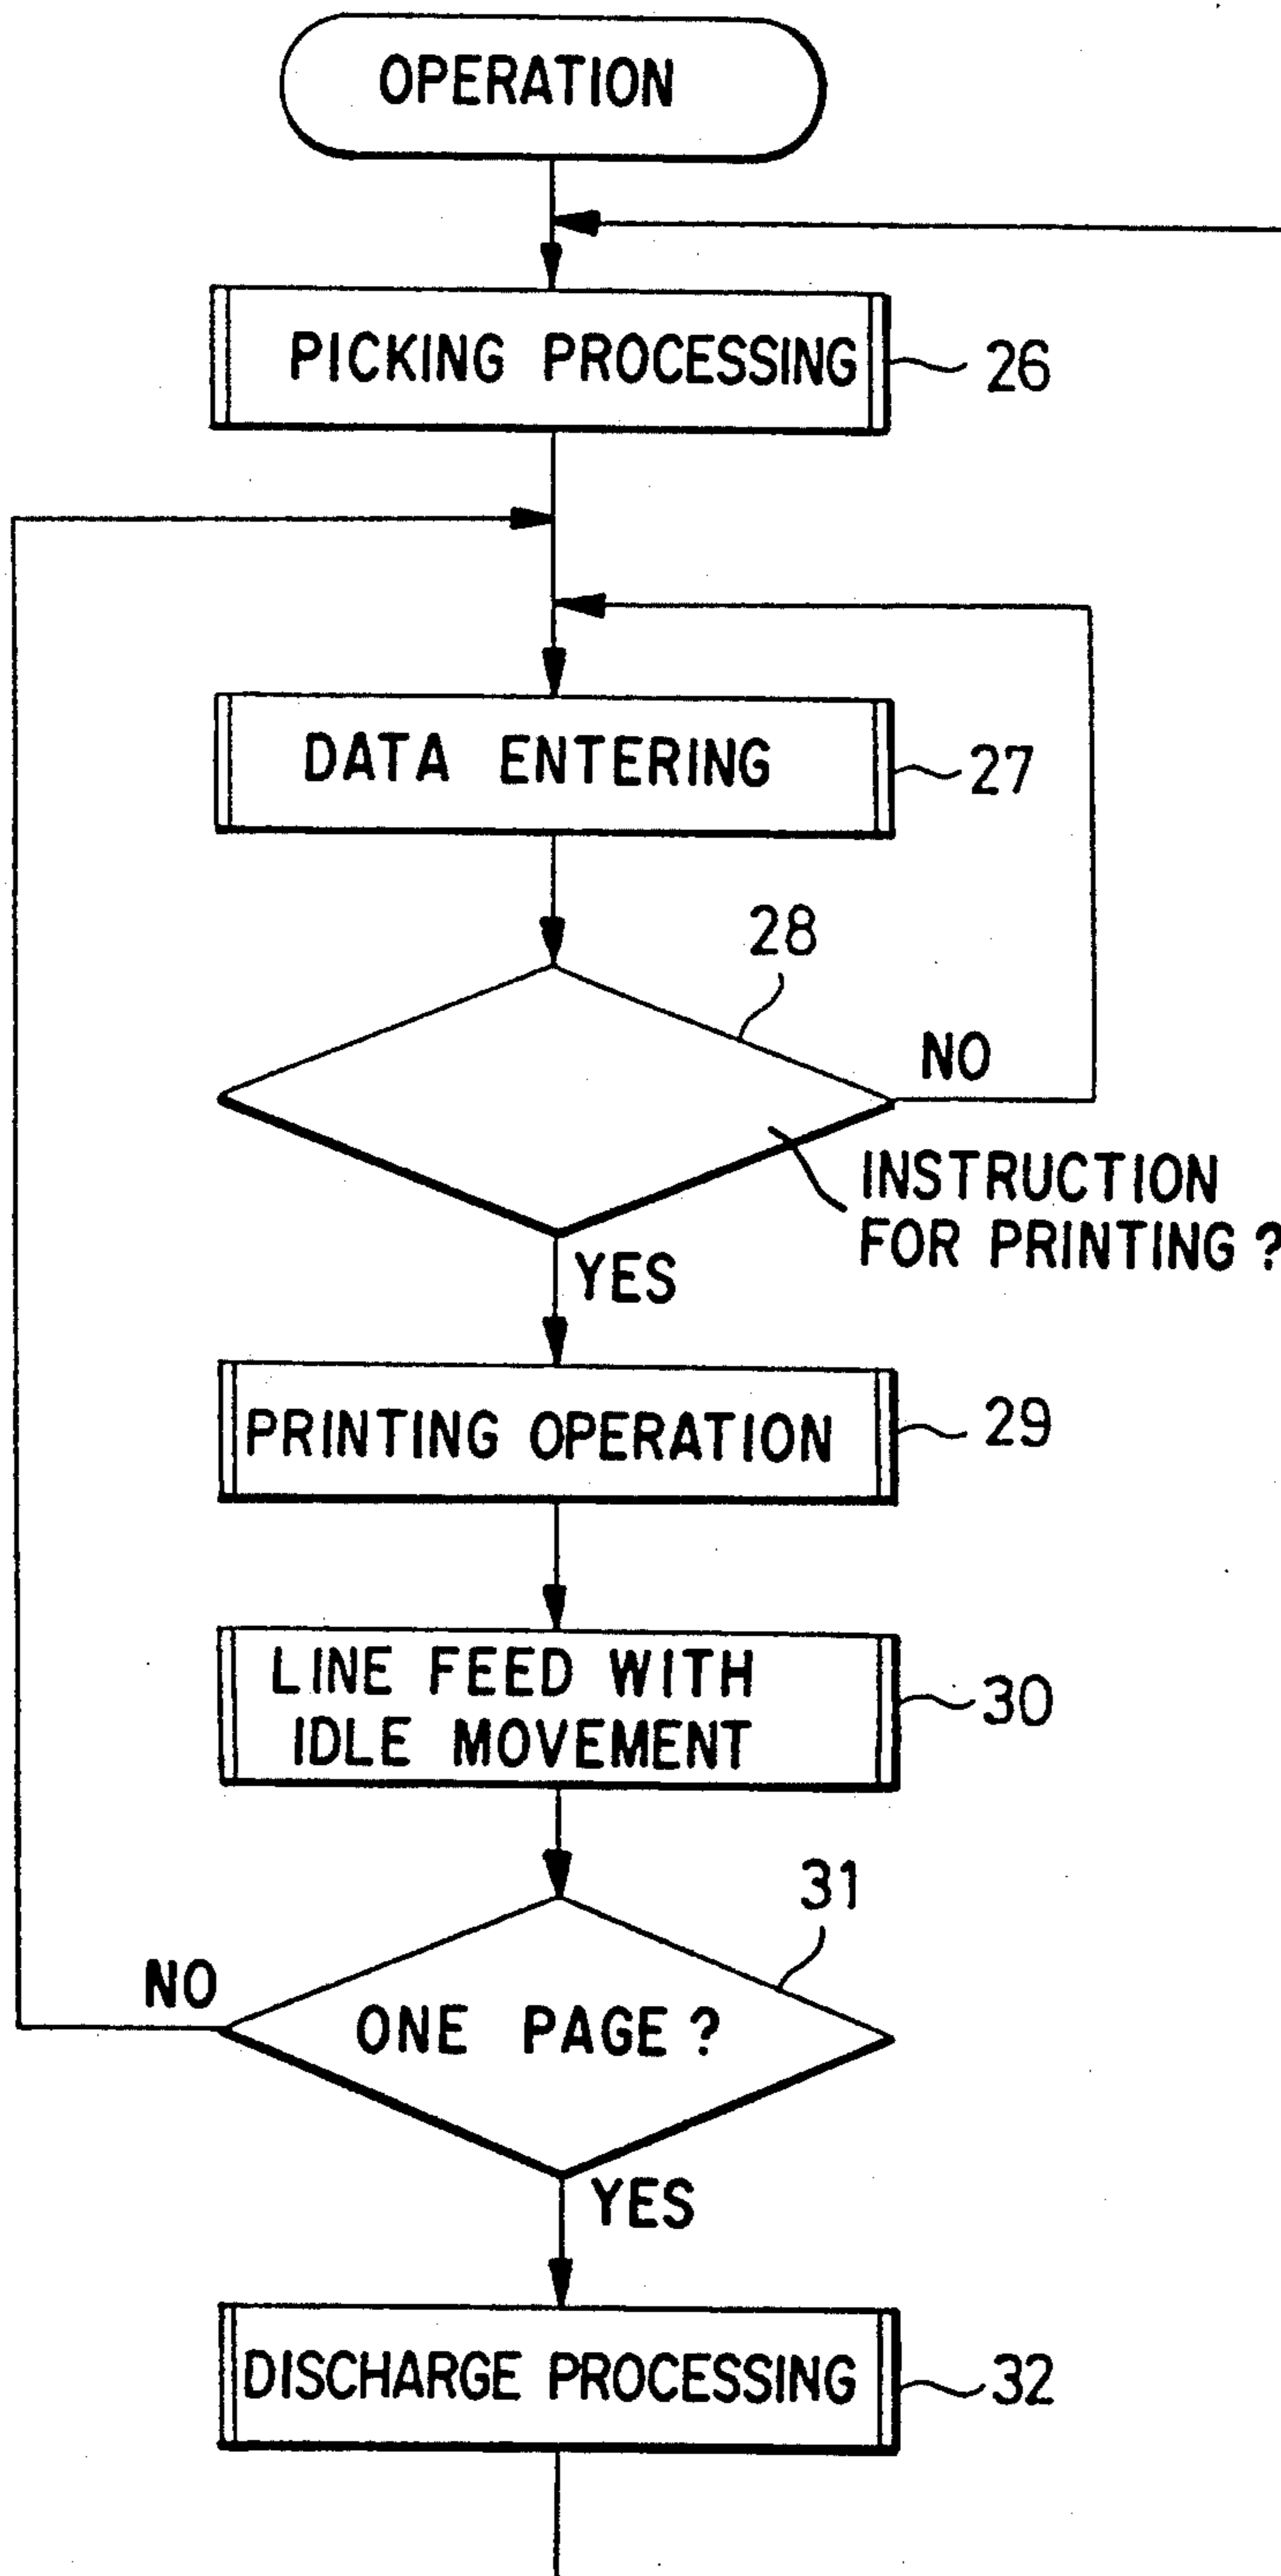 OPERATION
PICKING PROCESSING
26
DATA ENTERING
27
28
NO
INSTRUCTION
FOR PRINTING ?
YES
PRINTING OPERATION
29
LINE FEED WITH
IDLE MOVEMENT
30
31
NO
ONE PAGE ?
YES
DISCHARGE PROCESSING
32